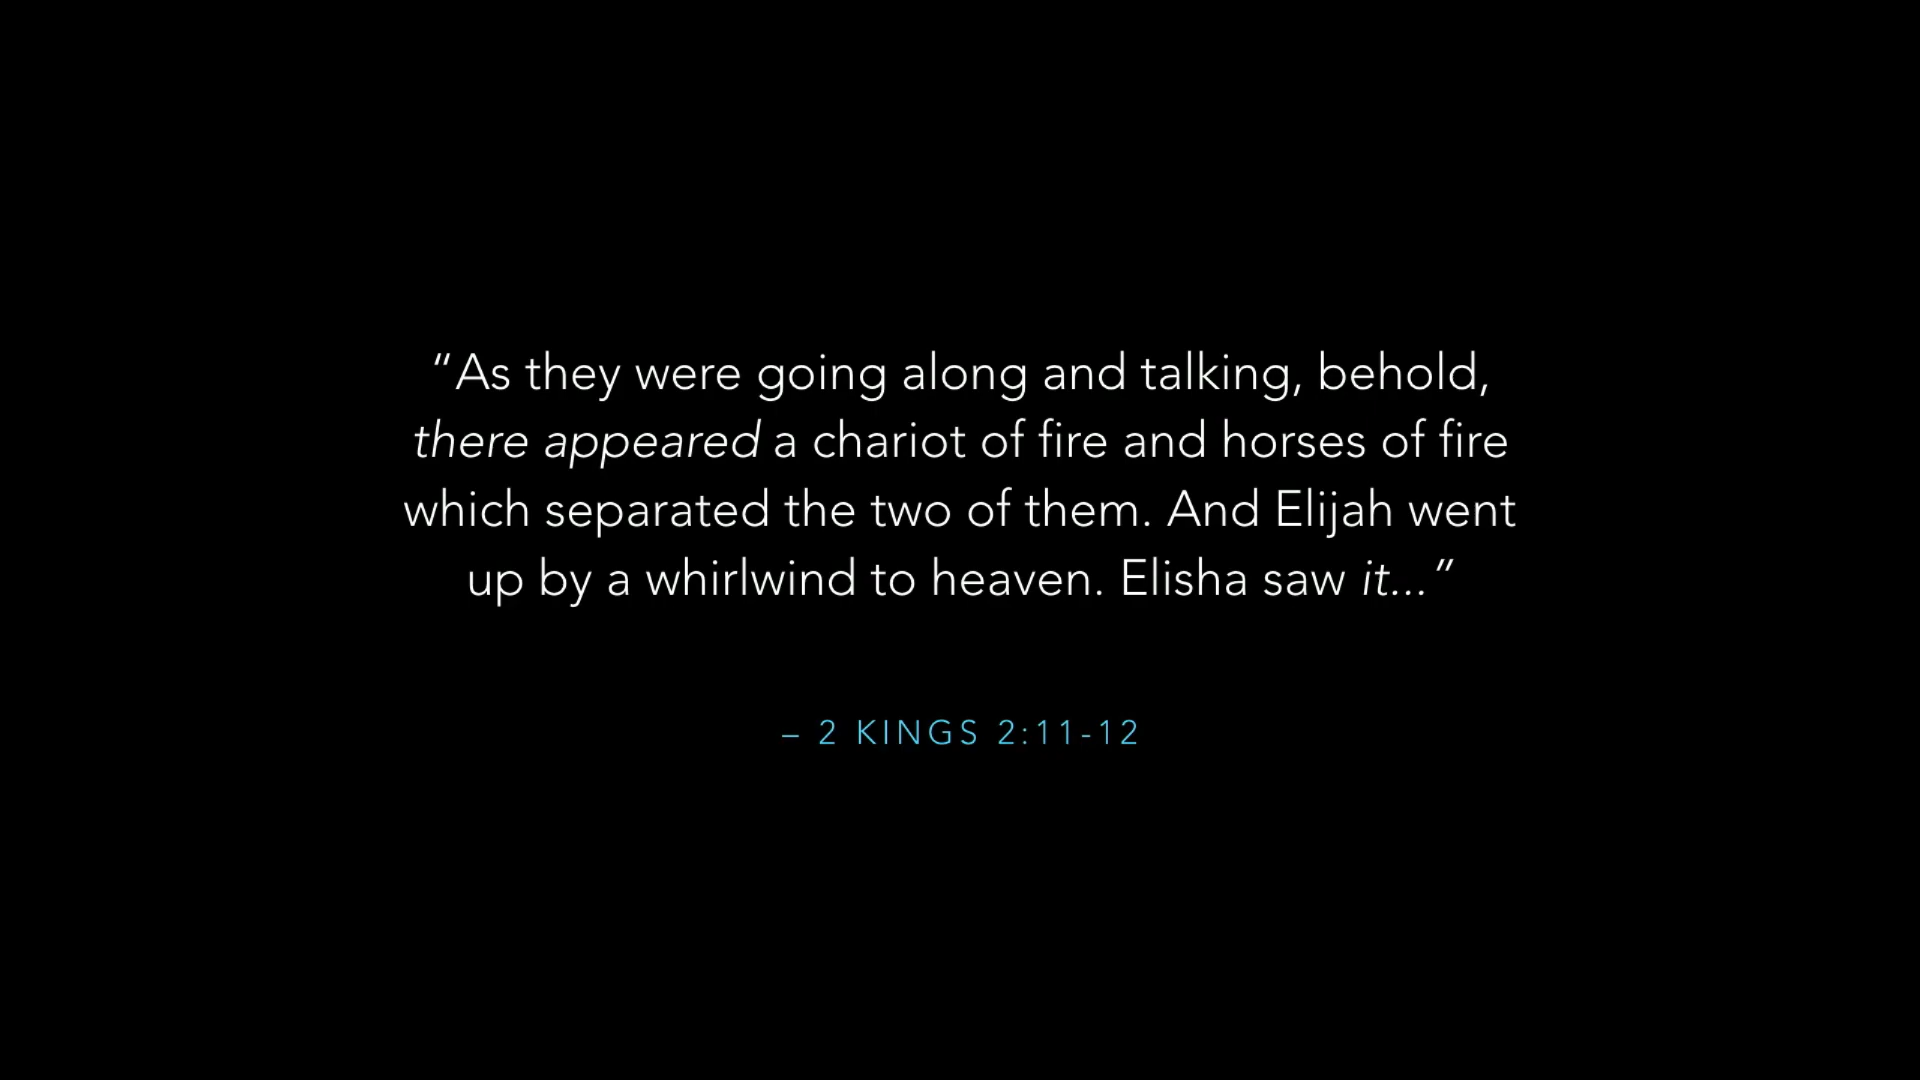 “As they were going along and talking, behold,
there appeared a chariot of fire and horses of fire
which separated the two of them. And Elijah went
up by a whirlwind to heaven. Elisha saw it...”
– 2 KINGS 2:11-12